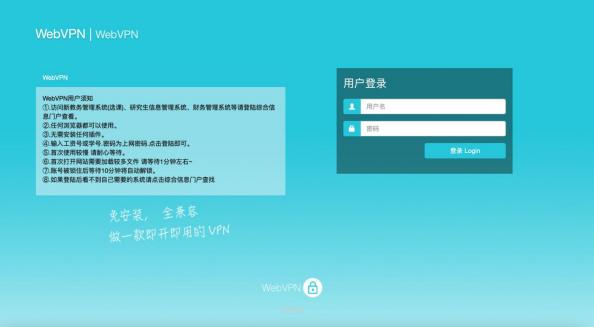 WebVPN | WebVPN
WebVPN
WebVPN用户须知
①.访问新教务管理系统(选课)、研究生信息管理系统、财务管理系统等请登陆综合信
息门户查看。
②.任何浏览器都可以使用。
③.无需安装任何插件。
④.输入工资号或学号.密码为上网密码.点击登陆即可。
⑤.首次使用较慢 请耐心等待。
⑥.首次打开网站需要加载较多文件 请等待1分钟左右~
⑦.账号被锁住后等待10分钟将自动解锁。
⑧.如果登陆后看不到自己需要的系统请点击综合信息门户查找
用户登录
用户名
密码
登录 Login
免安装， 全兼容
做一款即开即用的 VPN
WebVPN